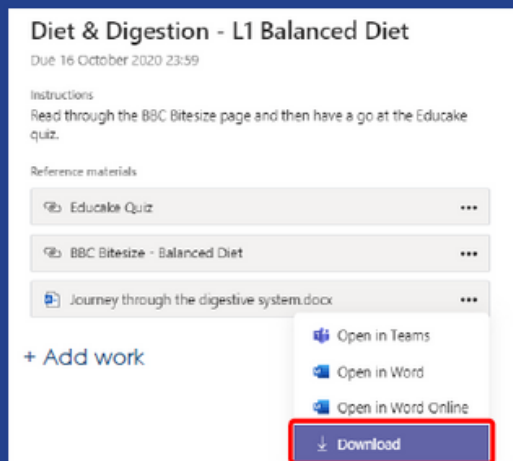 Diet & Digestion - L1 Balanced Diet
Due 16 October 2020 23:59
Instructions
Read through the BBC Bitesize page and then have a go at the Educake
quiz.
Reference materials
Educake Quiz
BBC Bitesize - Balanced Diet
Journey through the digestive system.docx
Open in Teams
+ Add work
Open in Word
Open in Word Online
Download